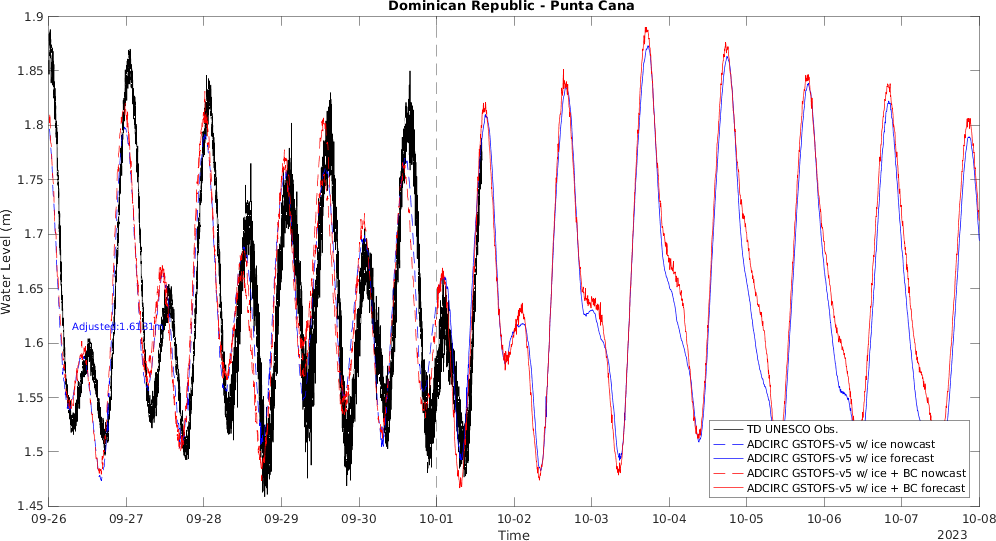 Dominican Republic - Punta Cana
1.9
1.85
1.8
1.75
1.7
1.65
1.6
1.55
1.5
1.45
Water Level (m)
TD UNESCO Obs.
ADCIRC GSTOFS-v5 w/ ice nowcast
ADCIRC GSTOFS-v5 w/ ice forecast
ADCIRC GSTOFS-v5 w/ ice + BC nowcast
ADCIRC GSTOFS-v5 w/ ice + BC forecast
09-26 09-27 09-28 09-29 09-30 10-01 10-02 10-03 10-04 10-05 10-06 10-07 10-08
Time
2023